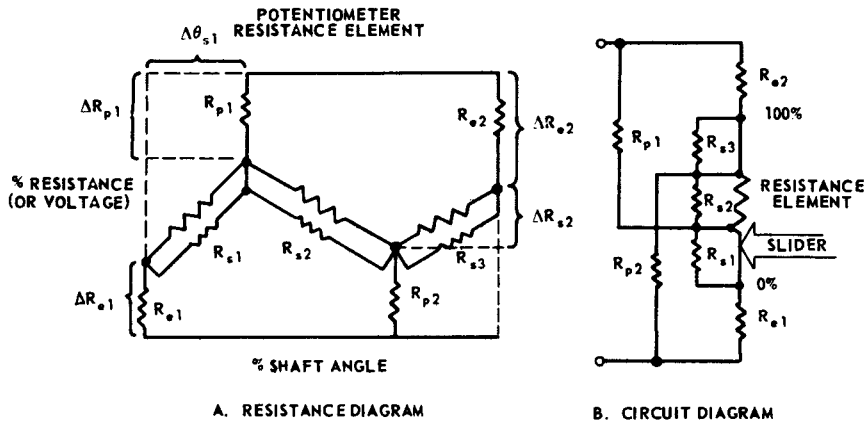 POTENTIOMETER
RESISTANCE ELEMENT
Δθs1
ΔRp1
Rp1
Re2
ΔRe2
% RESISTANCE
(OR VOLTAGE)
Rs1
Rs2
Rs3
ΔRs2
ΔRe1
Re1
Rp2
% SHAFT ANGLE
A. RESISTANCE DIAGRAM
Re2
100%
Rp1
Rs3
RESISTANCE
ELEMENT
Rs2
SLIDER
Rp2
Rs1
0%
Re1
B. CIRCUIT DIAGRAM